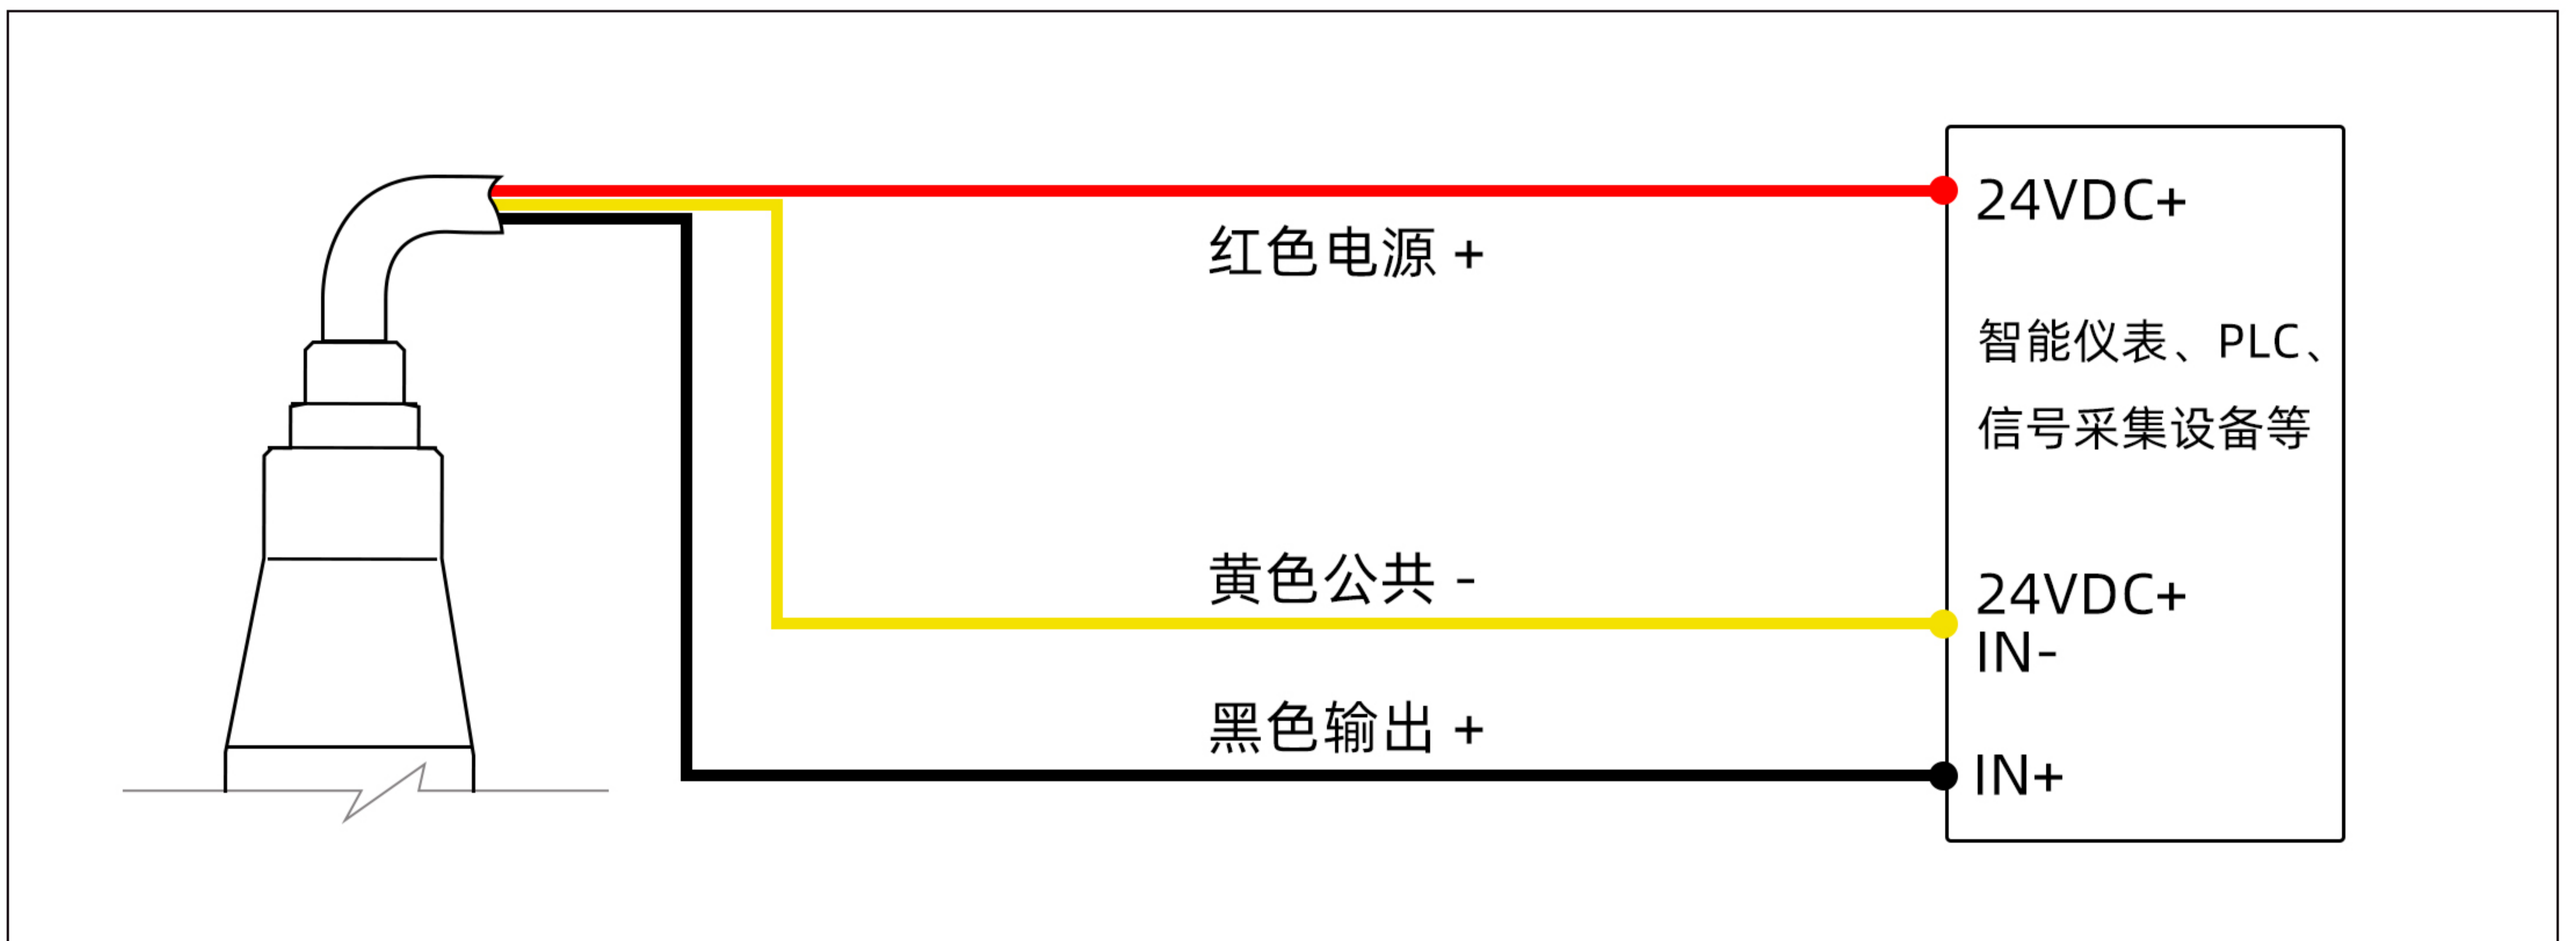 24VDC+
红色电源 +
智能仪表、PLC、
信号采集设备等
黄色公共 -
24VDC+
IN-
黑色输出 +
IN+